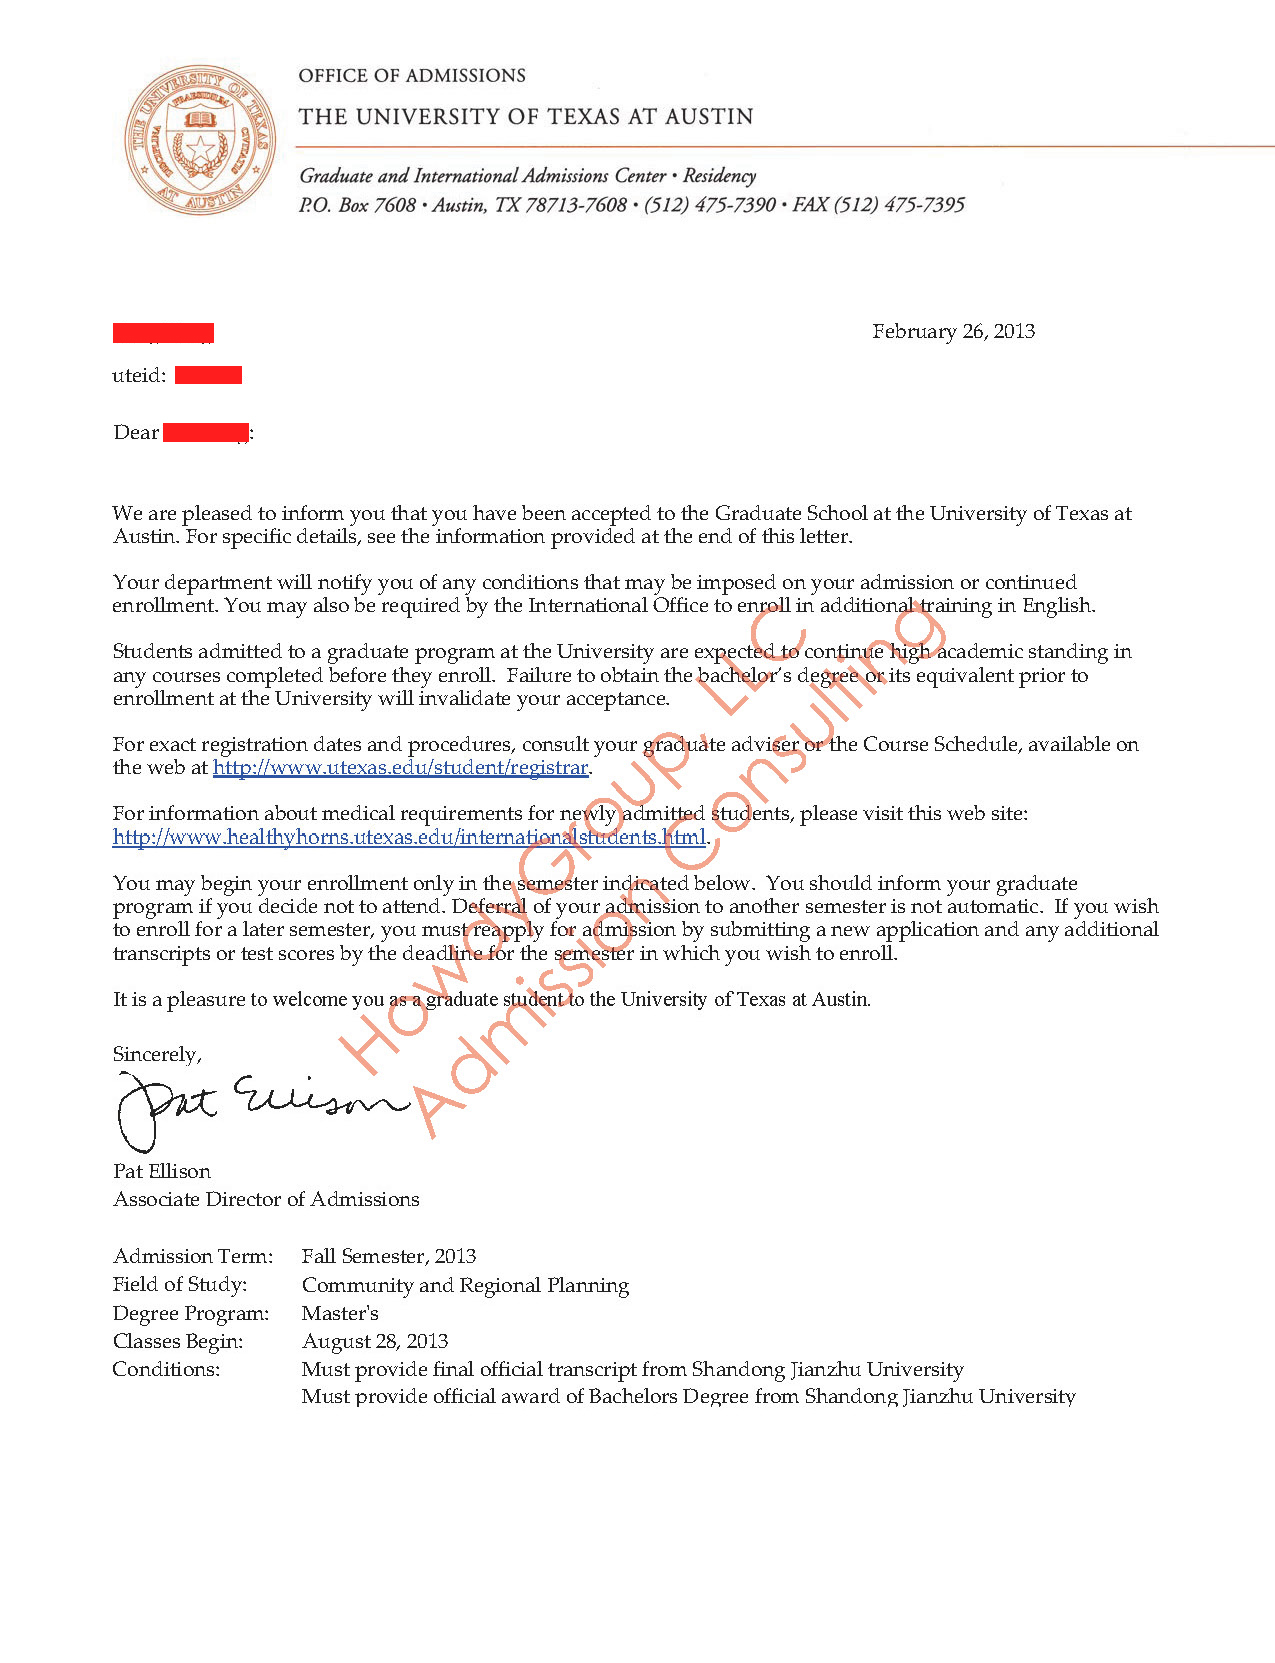 THE UNIVERSITY OF TEXAS
AT AUSTIN
PRAESIDIUM
DISCIPLINA
CIVITATIS
OFFICE OF ADMISSIONS
THE UNIVERSITY OF TEXAS AT AUSTIN
Graduate and International Admissions Center • Residency
P.O. Box 7608 • Austin, TX 78713-7608 • (512) 475-7390 • FAX (512) 475-7395
February 26, 2013
uteid:
Dear :
We are pleased to inform you that you have been accepted to the Graduate School at the University of Texas at
Austin. For specific details, see the information provided at the end of this letter.
Your department will notify you of any conditions that may be imposed on your admission or continued
enrollment. You may also be required by the International Office to enroll in additional training in English.
Students admitted to a graduate program at the University are expected to continue high academic standing in
any courses completed before they enroll.  Failure to obtain the bachelor’s degree or its equivalent prior to
enrollment at the University will invalidate your acceptance.
For exact registration dates and procedures, consult your graduate adviser or the Course Schedule, available on
the web at http://www.utexas.edu/student/registrar.
For information about medical requirements for newly admitted students, please visit this web site:
http://www.healthyhorns.utexas.edu/internationalstudents.html.
You may begin your enrollment only in the semester indicated below.  You should inform your graduate
program if you decide not to attend. Deferral of your admission to another semester is not automatic.  If you wish
to enroll for a later semester, you must reapply for admission by submitting a new application and any additional
transcripts or test scores by the deadline for the semester in which you wish to enroll.
It is a pleasure to welcome you as a graduate student to the University of Texas at Austin.
Sincerely,
Pat Ellison
Pat Ellison
Associate Director of Admissions
Admission Term: Fall Semester, 2013
Field of Study: Community and Regional Planning
Degree Program: Master's
Classes Begin: August 28, 2013
Conditions: Must provide final official transcript from Shandong Jianzhu University
Must provide official award of Bachelors Degree from Shandong Jianzhu University
HowdyGroup, LLC
Admission Consulting